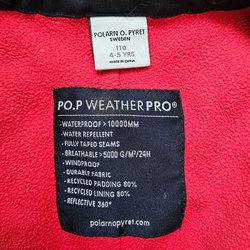 POLARN O. PYRET
SWEDEN
110
4-5 YRS
MADE IN CHINA
PO.P WEATHERPRO®
• WATERPROOF >10000MM
• WATER REPELLENT
• FULLY TAPED SEAMS
• BREATHABLE >5000 G/M²/24H
• WINDPROOF
• DURABLE FABRIC
• RECYCLED PADDING 80%
• RECYCLED LINING 80%
• REFLECTIVE 360°
polarnopyret.com